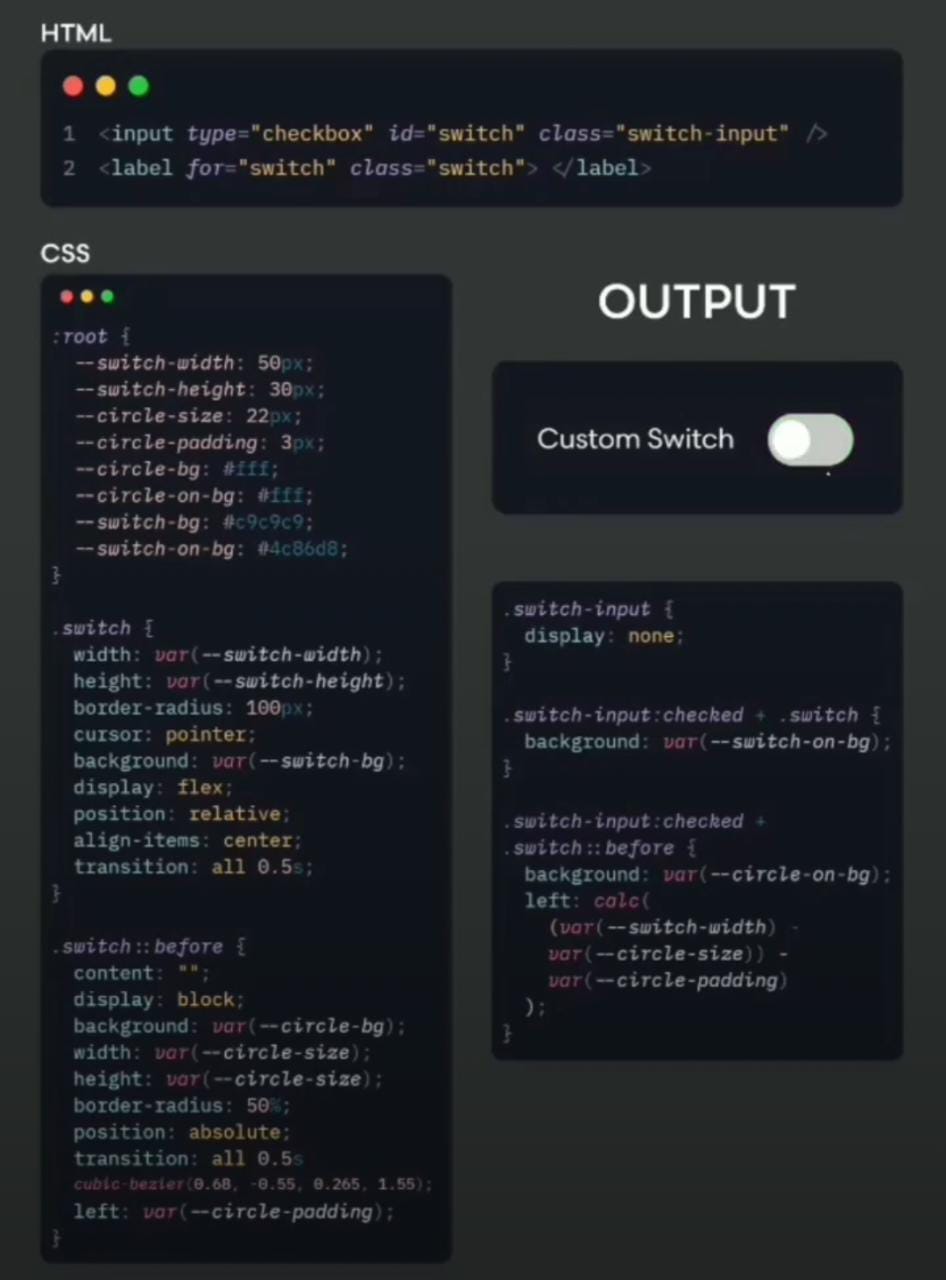 HTML
1 <input type="checkbox" id="switch" class="switch-input" />
2 <label for="switch" class="switch"> </label>
CSS
:root {
--switch-width: 50px;
--switch-height: 30px;
--circle-size: 22px;
--circle-padding: 3px;
--circle-bg: #fff;
--circle-on-bg: #fff;
--switch-bg: #c9c9c9;
--switch-on-bg: #4c86d8;
}
.switch {
width: var(--switch-width);
height: var(--switch-height);
border-radius: 100px;
cursor: pointer;
background: var(--switch-bg);
display: flex;
position: relative;
align-items: center;
transition: all 0.5s;
}
.switch::before {
content: "";
display: block;
background: var(--circle-bg);
width: var(--circle-size);
height: var(--circle-size);
border-radius: 50%;
position: absolute;
transition: all 0.5s
cubic-bezier(0.68, -0.55, 0.265, 1.55);
left: var(--circle-padding);
}
OUTPUT
Custom Switch
.switch-input {
display: none;
}
.switch-input:checked + .switch {
background: var(--switch-on-bg);
}
.switch-input:checked +
.switch::before {
background: var(--circle-on-bg);
left: calc(
(var(--switch-width) -
var(--circle-size)) -
var(--circle-padding)
);
}